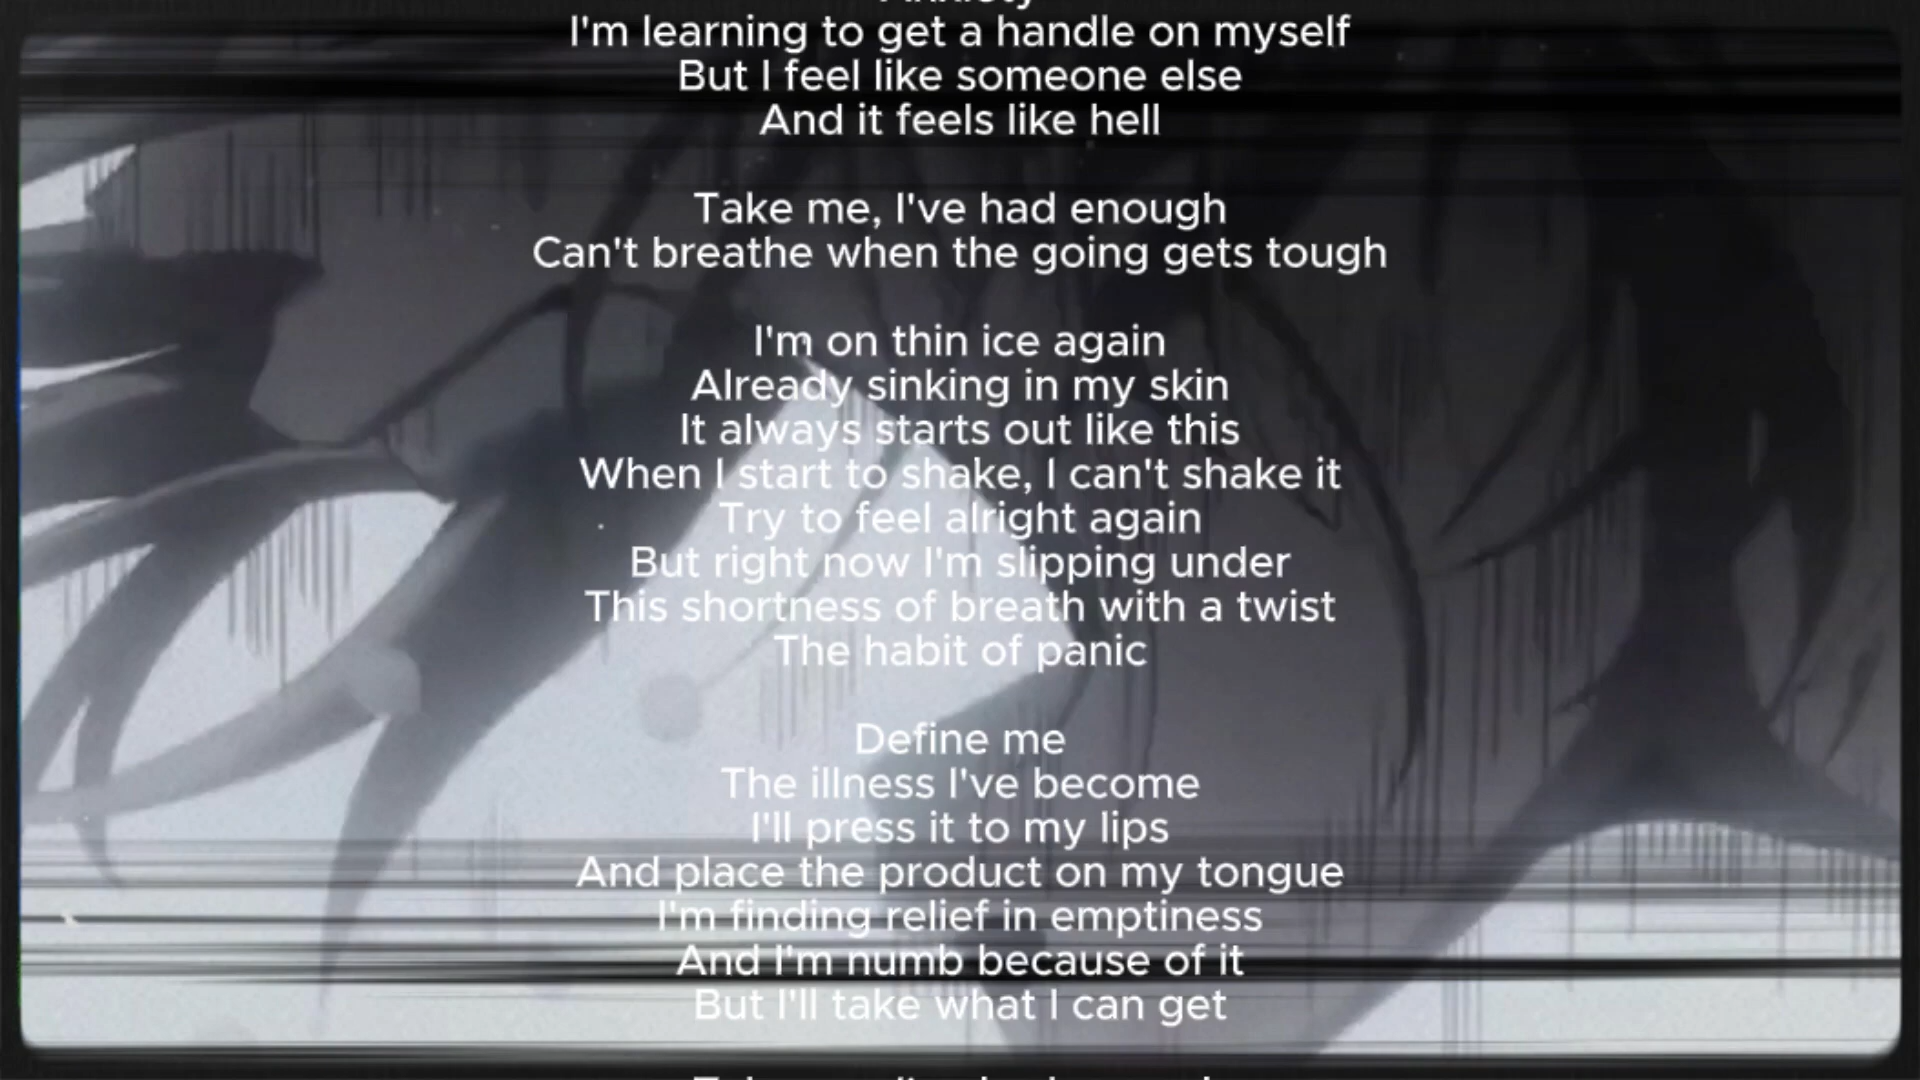 Anxiety
I'm learning to get a handle on myself
But I feel like someone else
And it feels like hell
Take me, I've had enough
Can't breathe when the going gets tough
I'm on thin ice again
Already sinking in my skin
It always starts out like this
When I start to shake, I can't shake it
Try to feel alright again
But right now I'm slipping under
This shortness of breath with a twist
The habit of panic
Define me
The illness I've become
I'll press it to my lips
And place the product on my tongue
I'm finding relief in emptiness
And I'm numb because of it
But I'll take what I can get